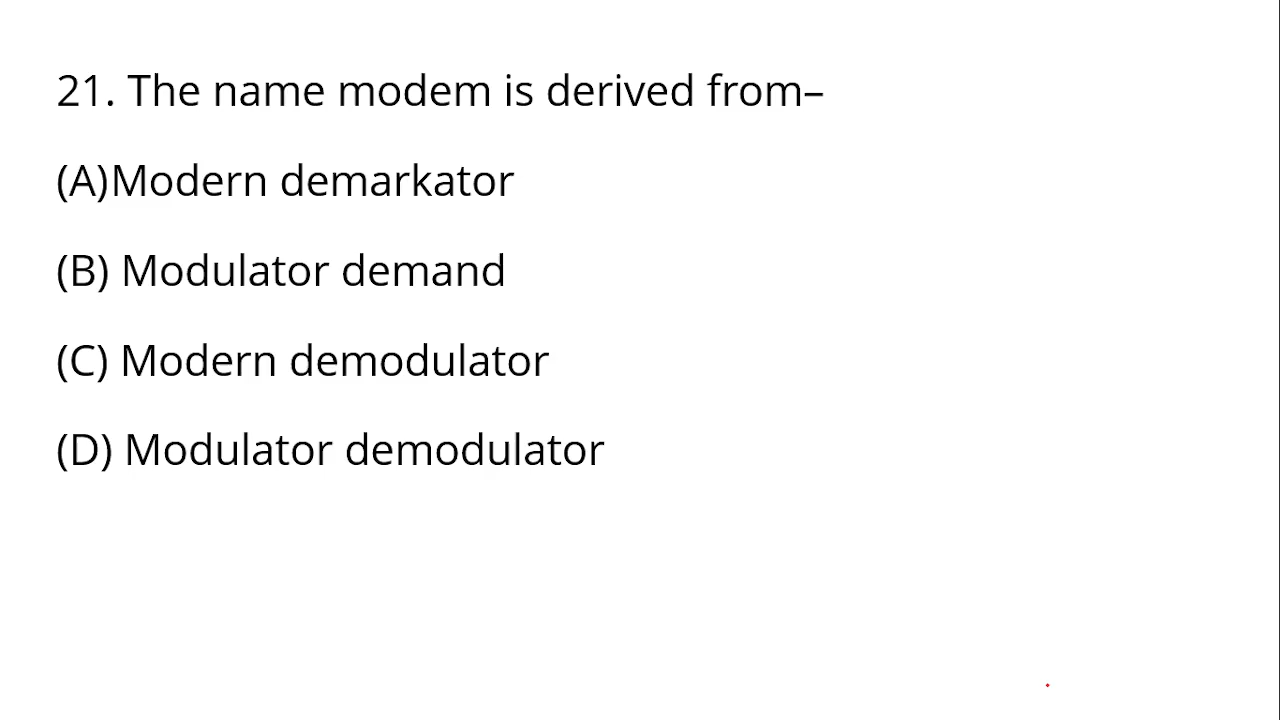 21. The name modem is derived from–
(A)Modern demarkator
(B) Modulator demand
(C) Modern demodulator
(D) Modulator demodulator